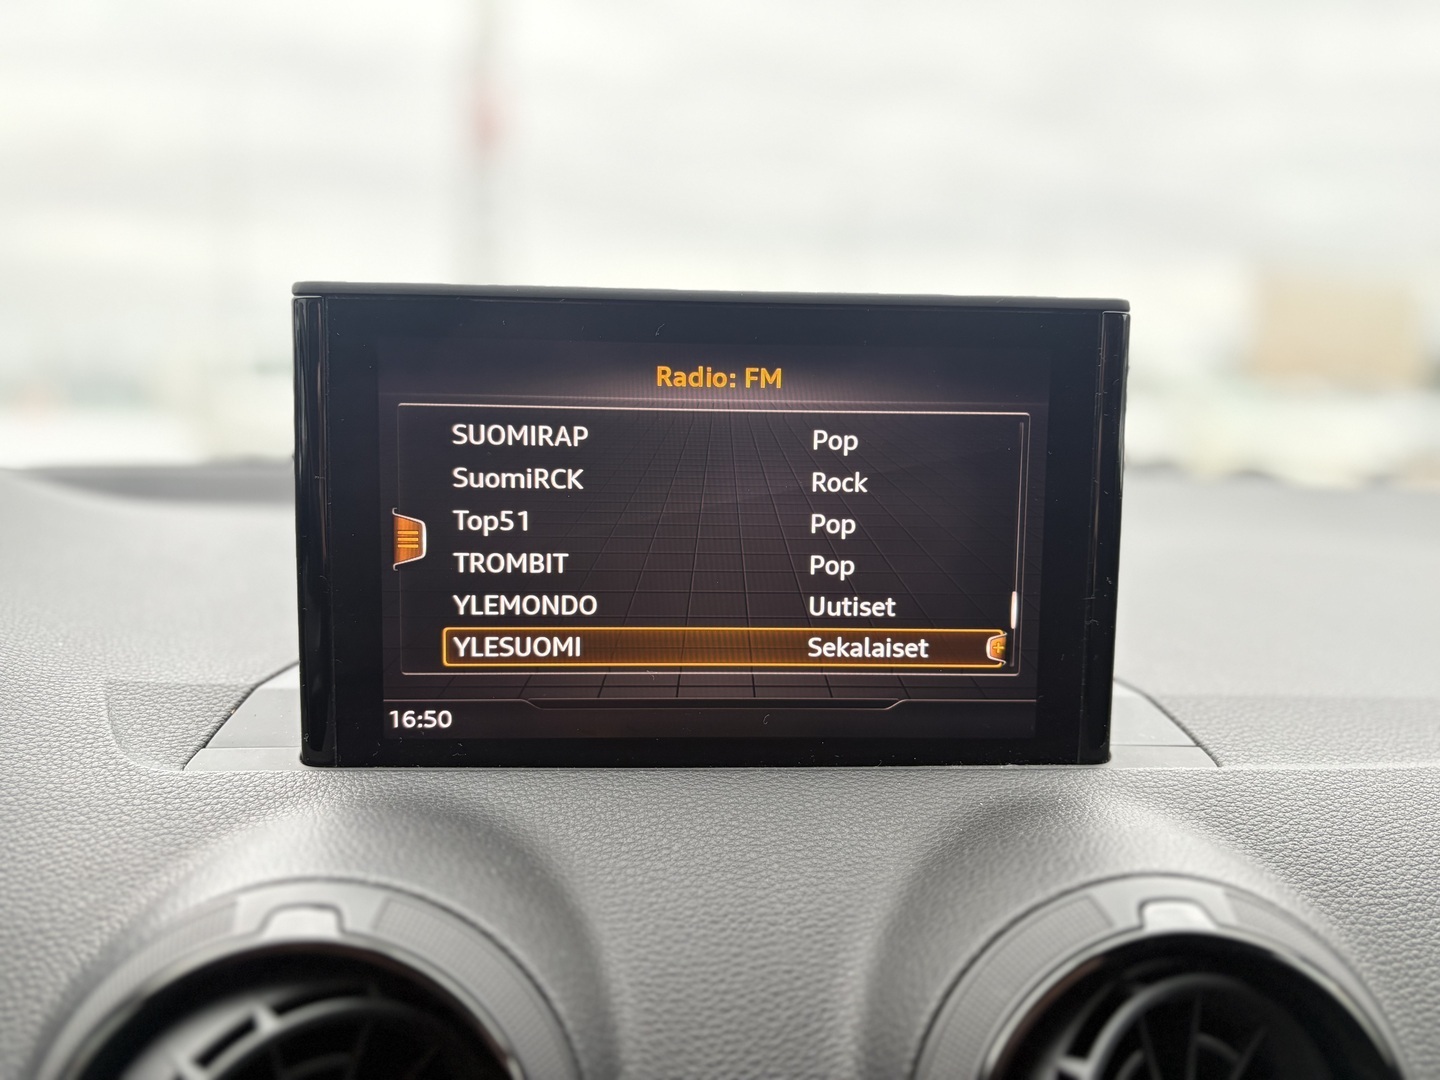 Radio: FM
SUOMIRAP Pop
SuomiRCK Rock
Top51 Pop
TROMBIT Pop
YLEMONDO Uutiset
YLESUOMI Sekalaiset
16:50